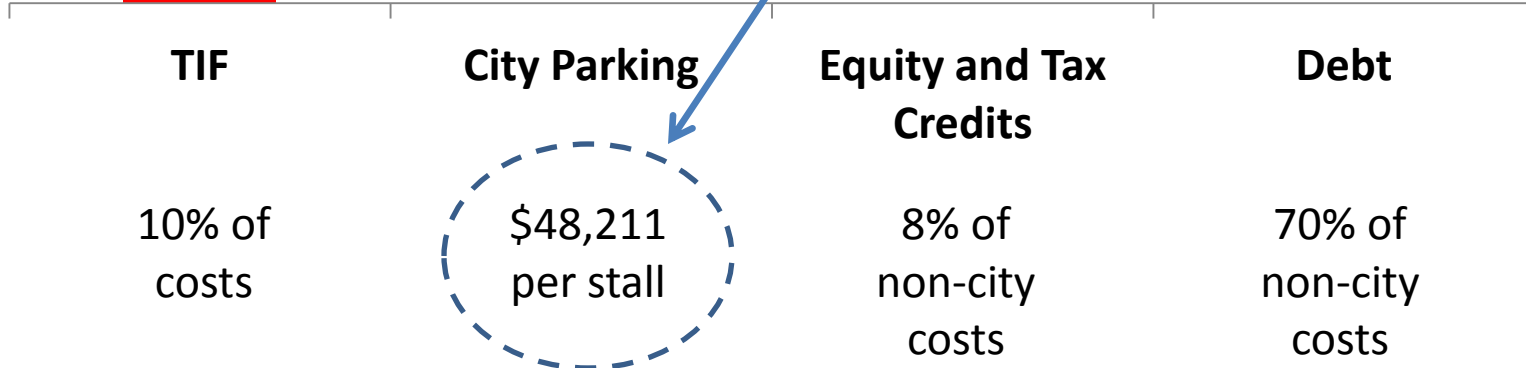 TIF
City Parking
Equity and Tax
Credits
Debt
10% of
costs
$48,211
per stall
8% of
non-city
costs
70% of
non-city
costs